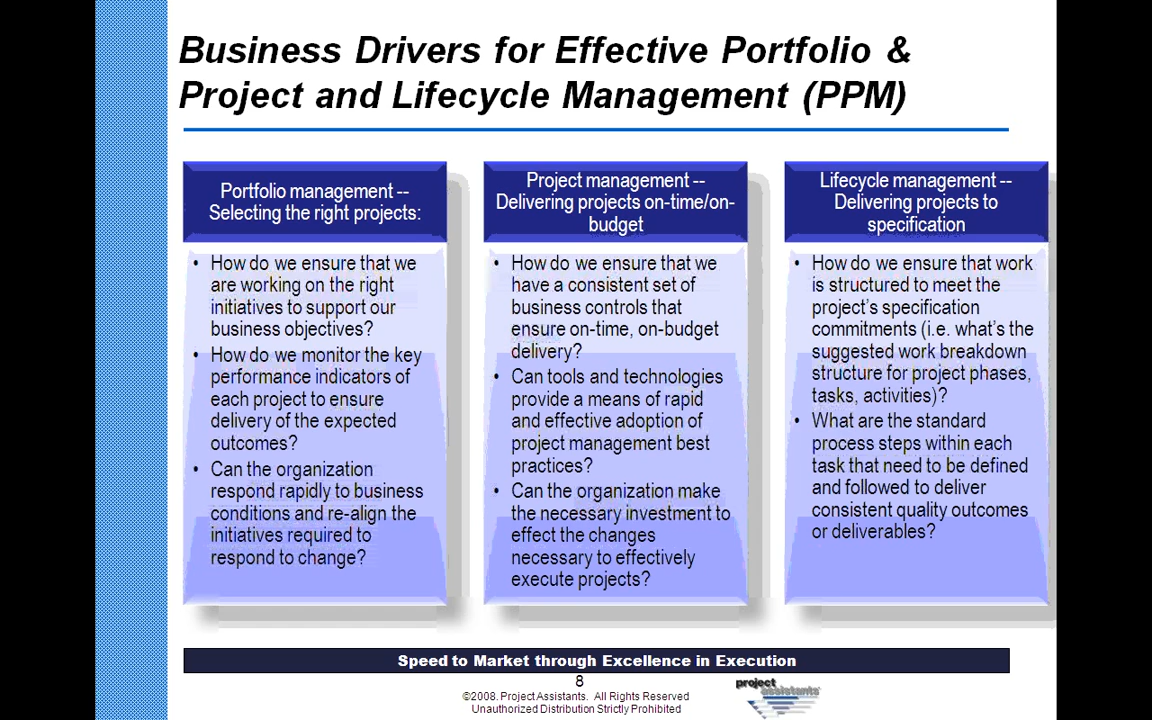 Business Drivers for Effective Portfolio &
Project and Lifecycle Management (PPM)
Portfolio management --
Selecting the right projects:
• How do we ensure that we
are working on the right
initiatives to support our
business objectives?
• How do we monitor the key
performance indicators of
each project to ensure
delivery of the expected
outcomes?
• Can the organization
respond rapidly to business
conditions and re-align the
initiatives required to
respond to change?
Project management --
Delivering projects on-time/on-
budget
• How do we ensure that we
have a consistent set of
business controls that
ensure on-time, on-budget
delivery?
• Can tools and technologies
provide a means of rapid
and effective adoption of
project management best
practices?
• Can the organization make
the necessary investment to
effect the changes
necessary to effectively
execute projects?
Lifecycle management --
Delivering projects to
specification
• How do we ensure that work
is structured to meet the
project's specification
commitments (i.e. what's the
suggested work breakdown
structure for project phases,
tasks, activities)?
• What are the standard
process steps within each
task that need to be defined
and followed to deliver
consistent quality outcomes
or deliverables?
Speed to Market through Excellence in Execution
8
©2008. Project Assistants. All Rights Reserved
Unauthorized Distribution Strictly Prohibited
project
assistants